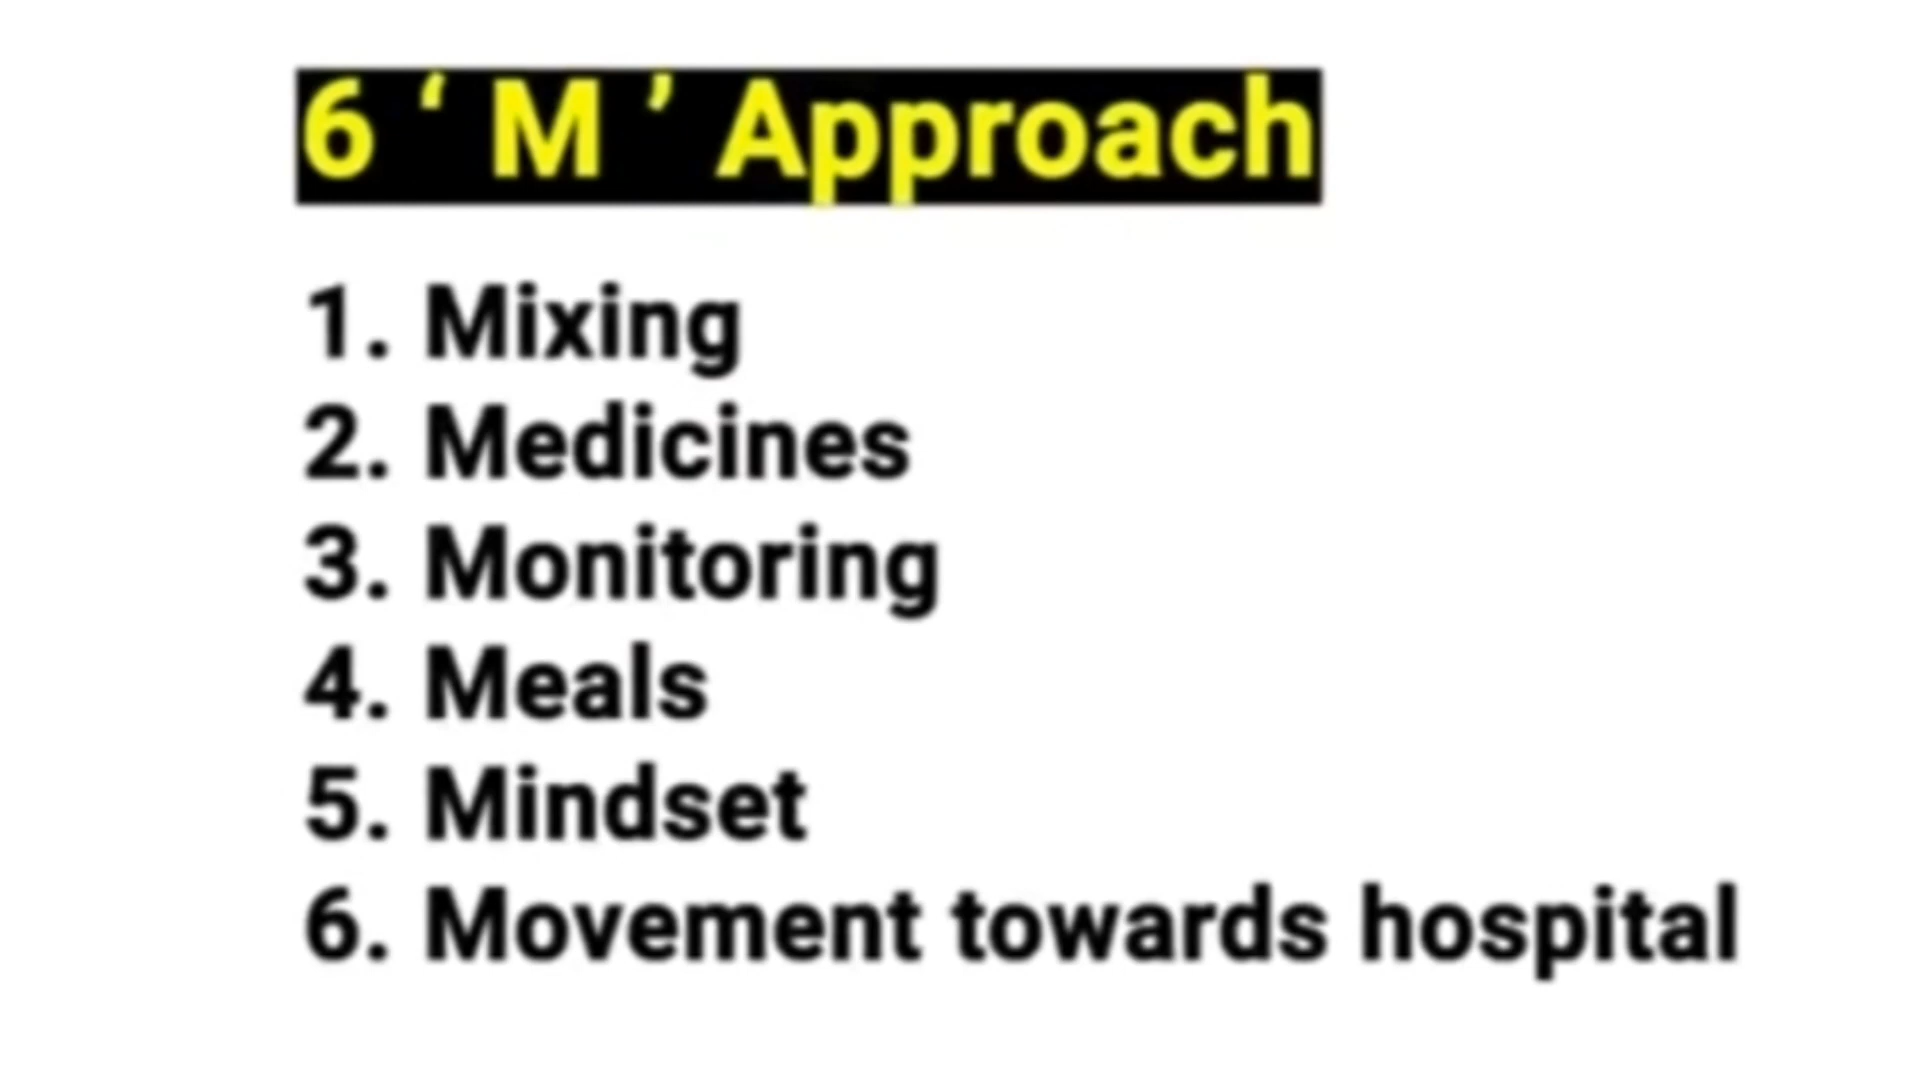 6 ‘ M ’ Approach
1. Mixing
2. Medicines
3. Monitoring
4. Meals
5. Mindset
6. Movement towards hospital